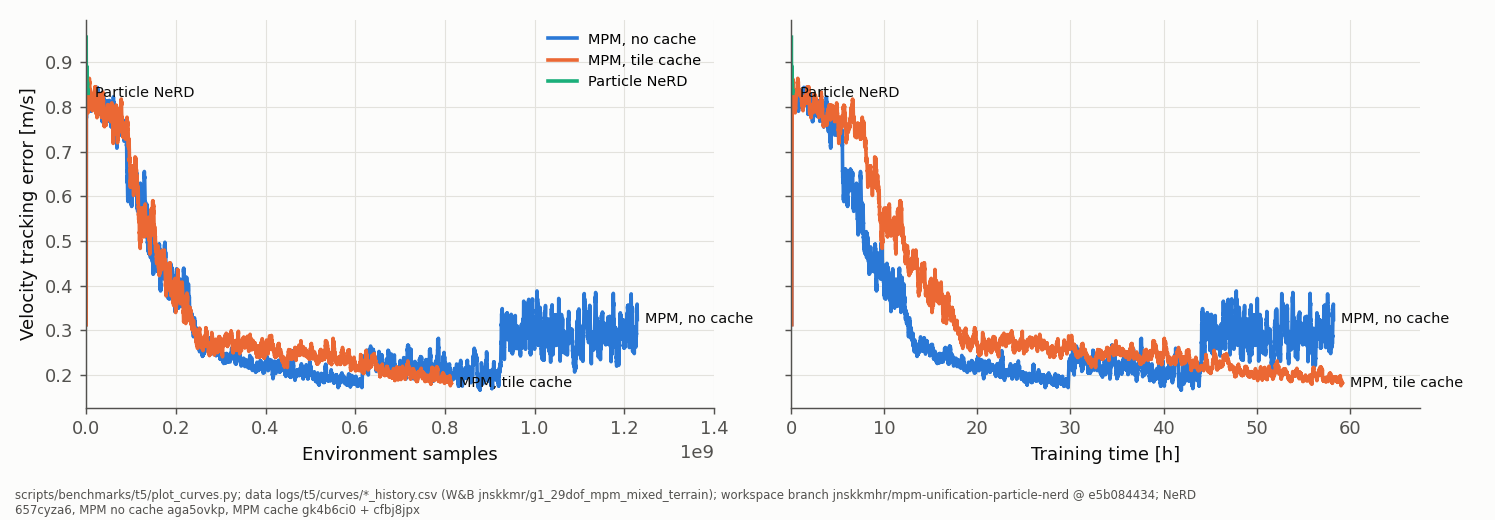 MPM, no cache
MPM, tile cache
Particle NeRD
Velocity tracking error [m/s]
0.9
0.8
0.7
0.6
0.5
0.4
0.3
0.2
Particle NeRD
MPM, no cache
MPM, tile cache
0.0 0.2 0.4 0.6 0.8 1.0 1.2 1.4
1e9
Environment samples
Particle NeRD
MPM, no cache
MPM, tile cache
0 10 20 30 40 50 60
Training time [h]
scripts/benchmarks/t5/plot_curves.py; data logs/t5/curves/*_history.csv (W&B jnskkmr/g1_29dof_mpm_mixed_terrain); workspace branch jnskkmhr/mpm-unification-particle-nerd @ e5b084434; NeRD
657cyza6, MPM no cache aga5ovkp, MPM cache gk4b6ci0 + cfbj8jpx